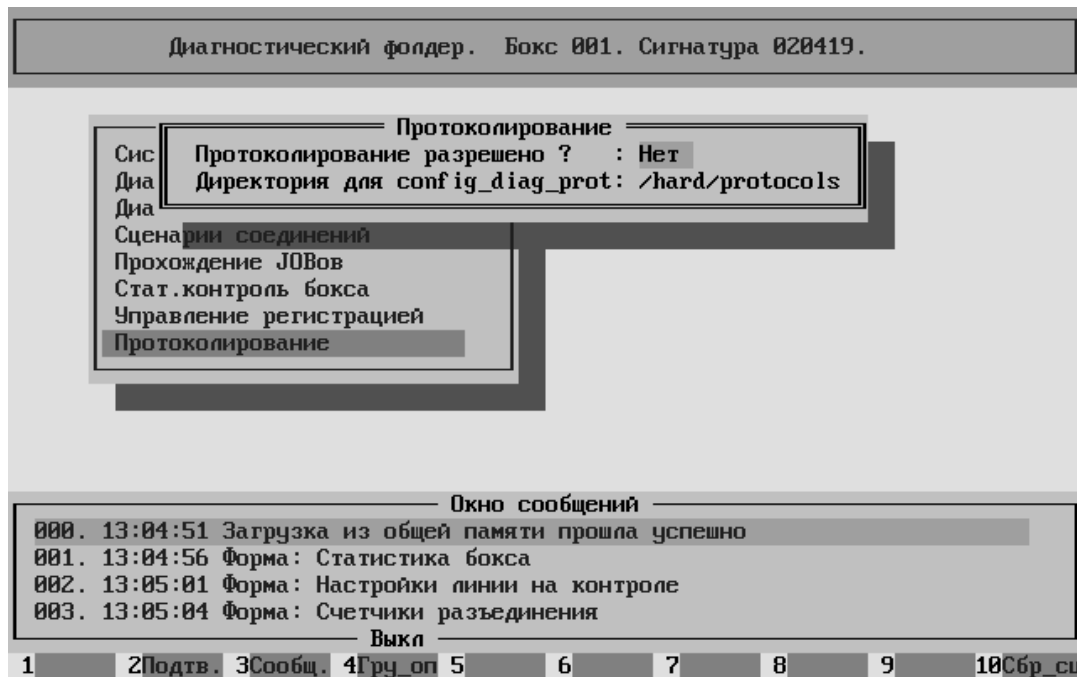 Диагностический фолдер. Бокс 001. Сигнатура 020419.
Протоколирование
Протоколирование разрешено ? : Нет
Директория для config_diag_prot: /hard/protocols
Сис
Диа
Диа
Сценарии соединений
Прохождение JOBов
Стат.контроль бокса
Управление регистрацией
Протоколирование
Окно сообщений
000. 13:04:51 Загрузка из общей памяти прошла успешно
001. 13:04:56 Форма: Статистика бокса
002. 13:05:01 Форма: Настройки линии на контроле
003. 13:05:04 Форма: Счетчики разъединения
Выкл
1 2Подтв. 3Сообщ. 4Гру_оп 5 6 7 8 9 10Сбр_сц